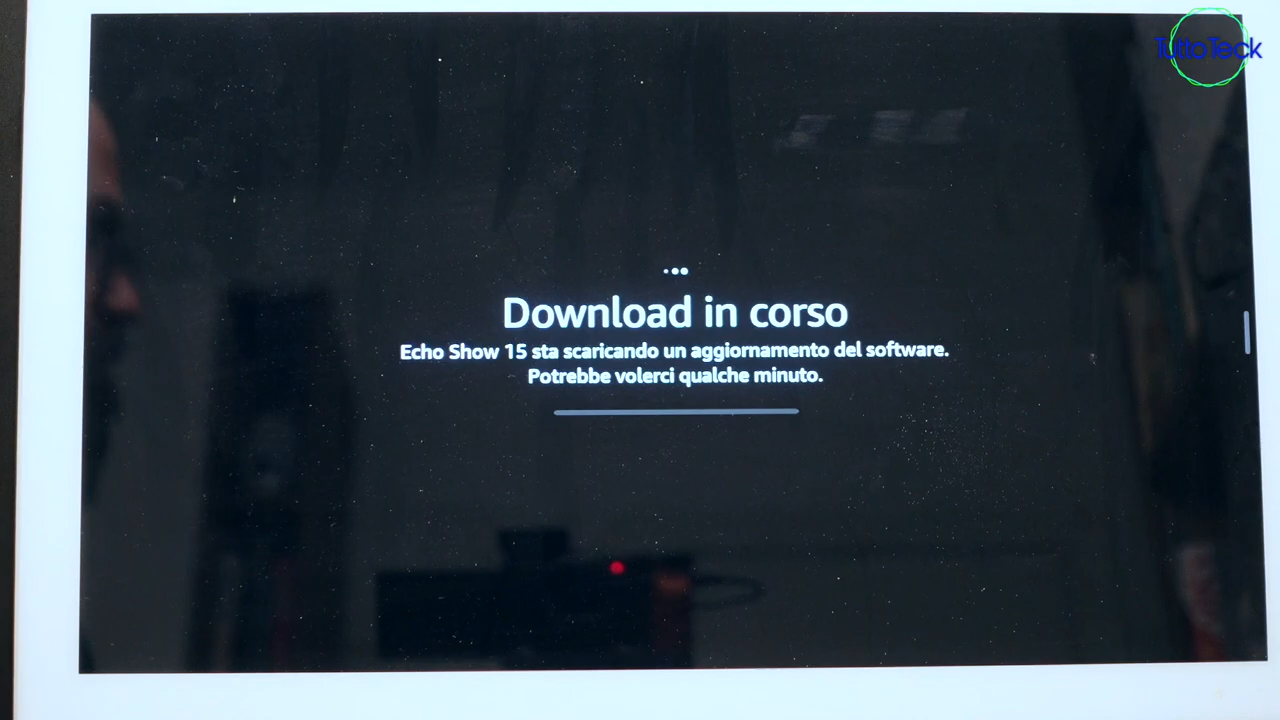 TuttoTeck
Download in corso
Echo Show 15 sta scaricando un aggiornamento del software.
Potrebbe volerci qualche minuto.